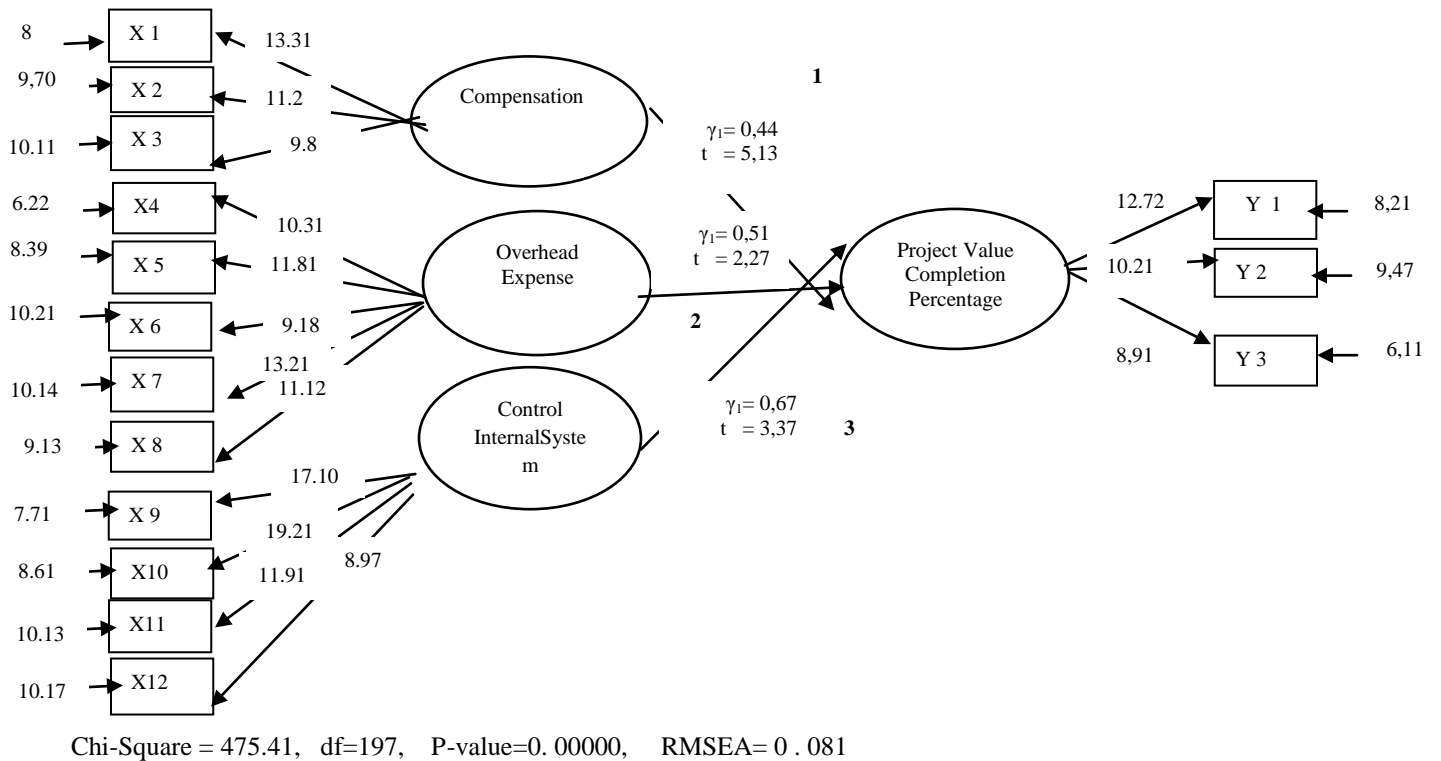 8
X 1
13.31
9,70
X 2
11.2
10.11
X 3
9.8
Compensation
1
γ1= 0,44
t = 5,13
6.22
X4
10.31
8.39
X 5
11.81
10.21
X 6
9.18
10.14
X 7
13.21
9.13
X 8
11.12
Overhead
Expense
γ1= 0,51
t = 2,27
2
7.71
X 9
17.10
8.61
X10
19.21
10.13
X11
11.91
10.17
X12
8.97
Control
InternalSyste
m
γ1= 0,67
t = 3,37
3
Project Value
Completion
Percentage
12.72
Y 1
8,21
10.21
Y 2
9,47
8,91
Y 3
6,11
Chi-Square = 475.41, df=197, P-value=0. 00000, RMSEA= 0 . 081